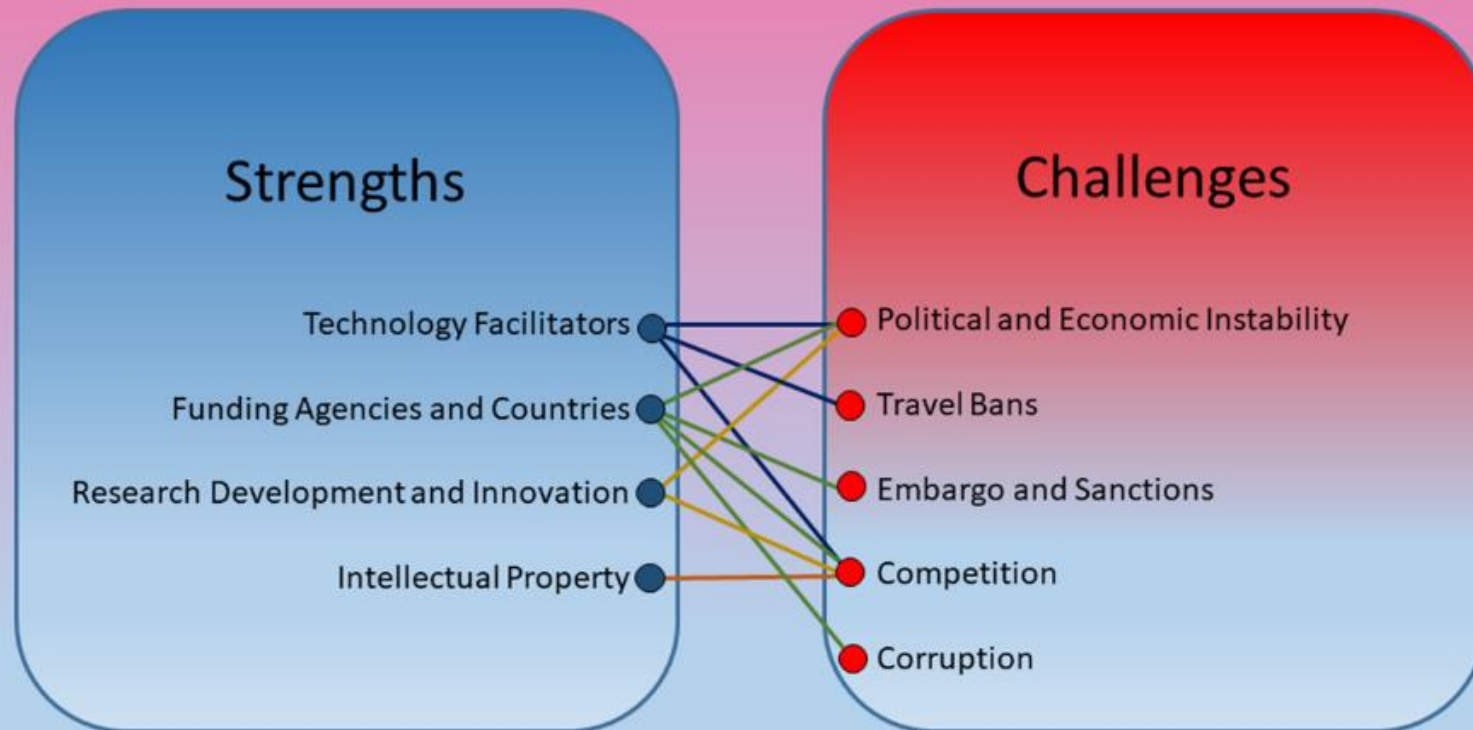 Strengths
Technology Facilitators
Funding Agencies and Countries
Research Development and Innovation
Intellectual Property
Challenges
Political and Economic Instability
Travel Bans
Embargo and Sanctions
Competition
Corruption